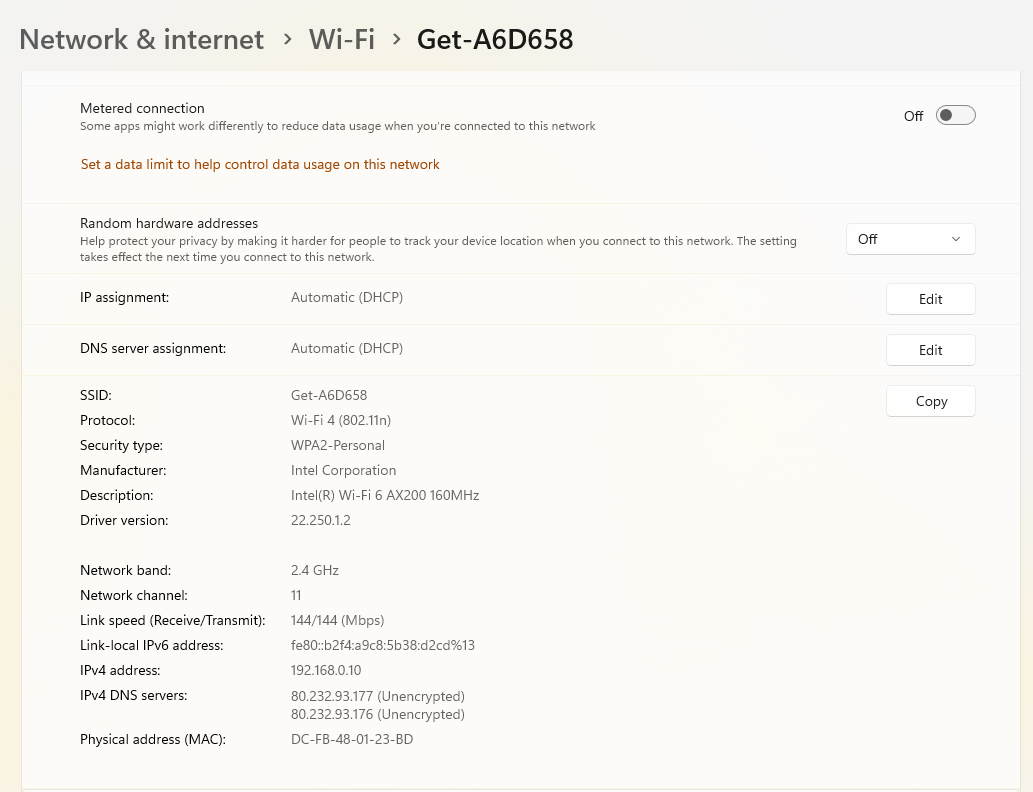 Network & internet > Wi-Fi > Get-A6D658
Metered connection
Some apps might work differently to reduce data usage when you're connected to this network
Off
Set a data limit to help control data usage on this network
Random hardware addresses
Help protect your privacy by making it harder for people to track your device location when you connect to this network. The setting
takes effect the next time you connect to this network.
Off
IP assignment: Automatic (DHCP) Edit
DNS server assignment: Automatic (DHCP) Edit
SSID: Get-A6D658 Copy
Protocol: Wi-Fi 4 (802.11n)
Security type: WPA2-Personal
Manufacturer: Intel Corporation
Description: Intel(R) Wi-Fi 6 AX200 160MHz
Driver version: 22.250.1.2
Network band: 2.4 GHz
Network channel: 11
Link speed (Receive/Transmit): 144/144 (Mbps)
Link-local IPv6 address: fe80::b2f4:a9c8:5b38:d2cd%13
IPv4 address: 192.168.0.10
IPv4 DNS servers: 80.232.93.177 (Unencrypted)
80.232.93.176 (Unencrypted)
Physical address (MAC): DC-FB-48-01-23-BD